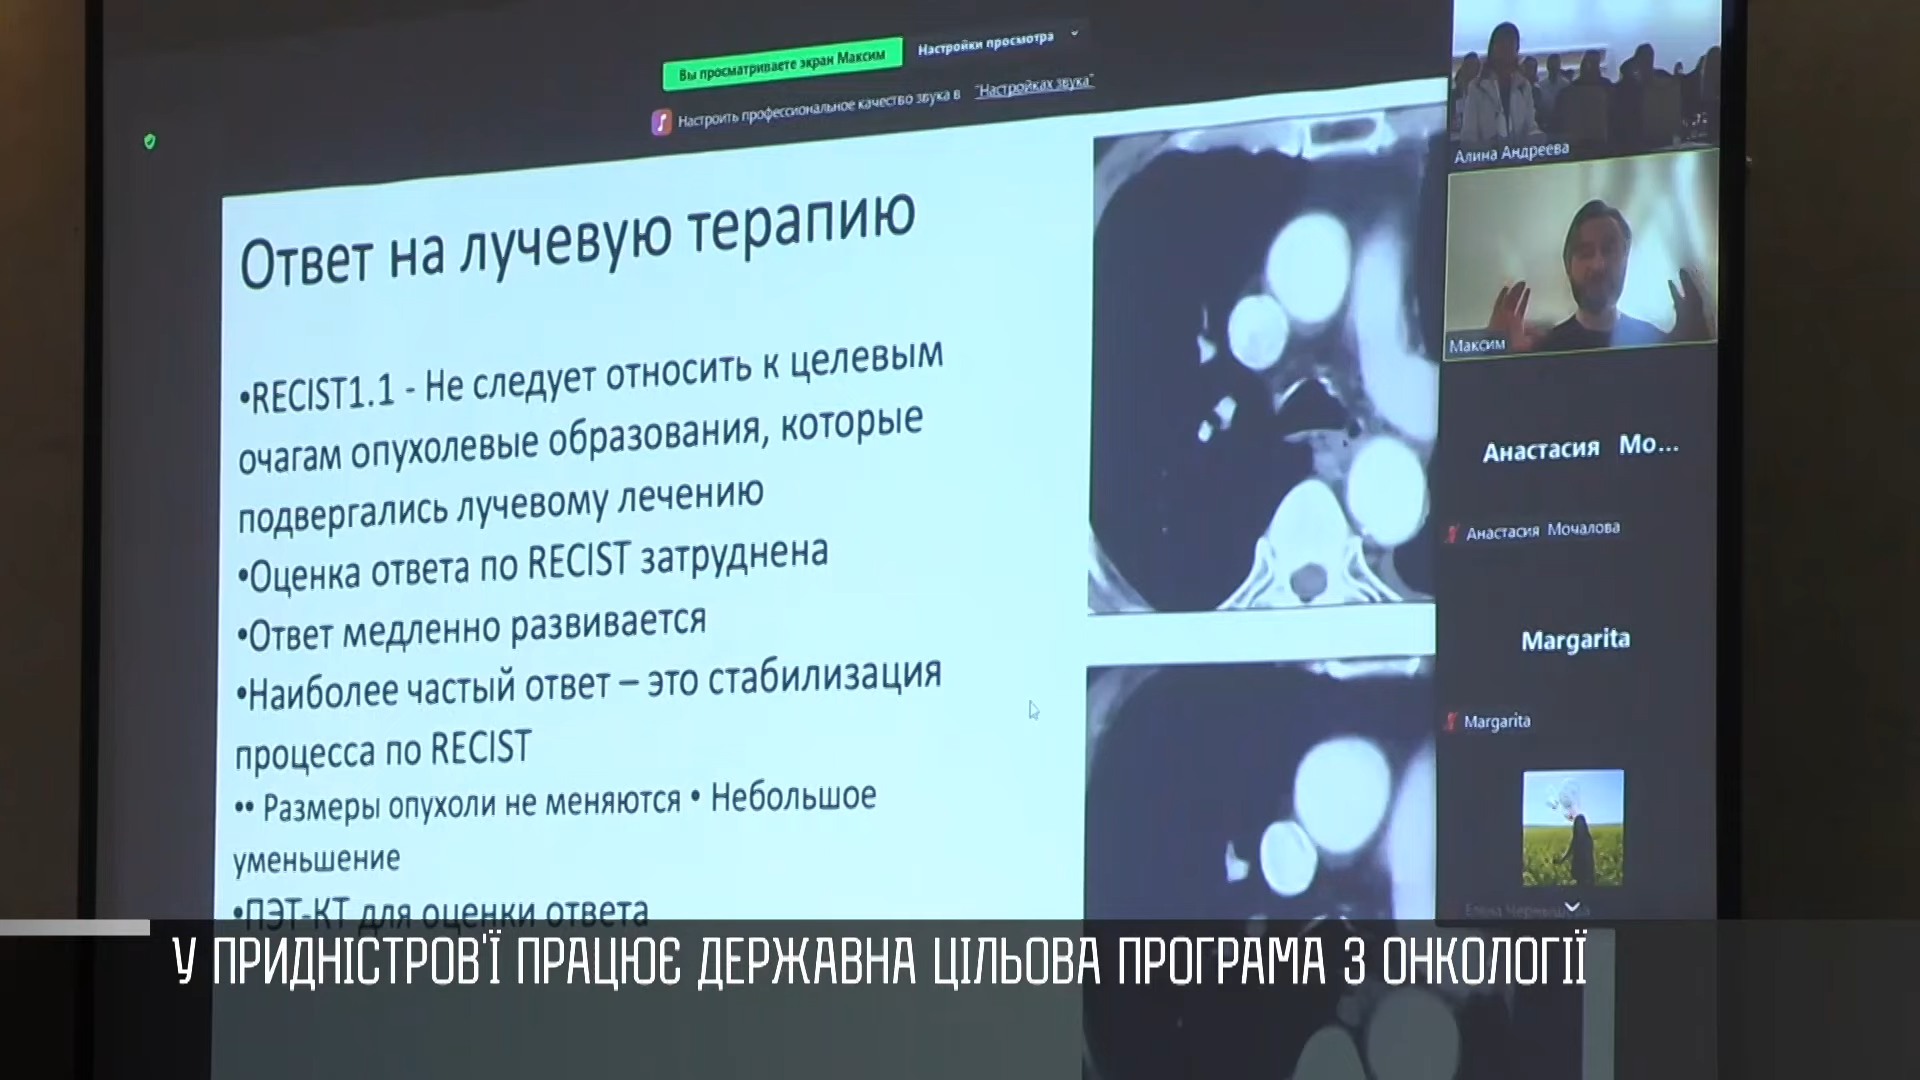 Вы просматриваете экран Максим
Настройки просмотра
Настроить профессиональное качество звука в "Настройках звука"
Ответ на лучевую терапию
•RECIST1.1 - Не следует относить к целевым
очагам опухолевые образования, которые
подвергались лучевому лечению
•Оценка ответа по RECIST затруднена
•Ответ медленно развивается
•Наиболее частый ответ – это стабилизация
процесса по RECIST
•• Размеры опухоли не меняются • Небольшое
уменьшение
•ПЭТ-КТ для оценки ответа
Алина Андреева
Максим
Анастасия Мо...
Анастасия Мочалова
Margarita
Margarita
Елена Чернышова
У ПРИДНІСТРОВ'Ї ПРАЦЮЄ ДЕРЖАВНА ЦІЛЬОВА ПРОГРАМА З ОНКОЛОГІЇ